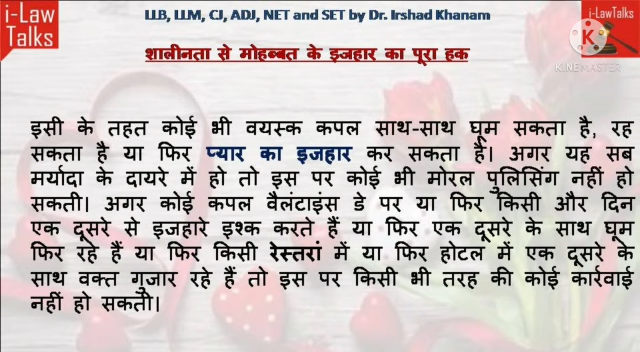 i-Law
Talks
LLB, LLM, CJ, ADJ, NET and SET by Dr. Irshad Khanam
i-LawTalks
K
KINEMASTER
शालीनता से मोहब्बत के इजहार का पूरा हक
इसी के तहत कोई भी वयस्क कपल साथ-साथ घूम सकता है, रह
सकता है या फिर प्यार का इजहार कर सकता है। अगर यह सब
मर्यादा के दायरे में हो तो इस पर कोई भी मोरल पुलिसिंग नहीं हो
सकती। अगर कोई कपल वैलंटाइंस डे पर या फिर किसी और दिन
एक दूसरे से इजहारे इश्क करते हैं या फिर एक दूसरे के साथ घूम
फिर रहे हैं या फिर किसी रेस्तरां में या फिर होटल में एक दूसरे के
साथ वक्त गुजार रहे हैं तो इस पर किसी भी तरह की कोई कार्रवाई
नहीं हो सकती।